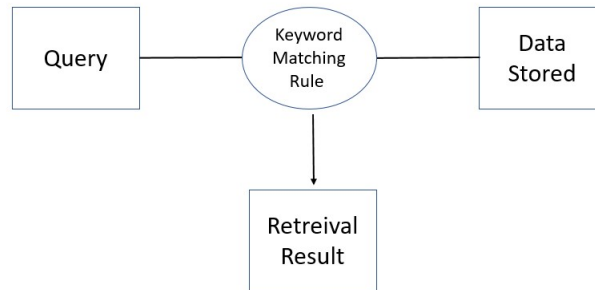 Query
Keyword
Matching
Rule
Data
Stored
Retreival
Result